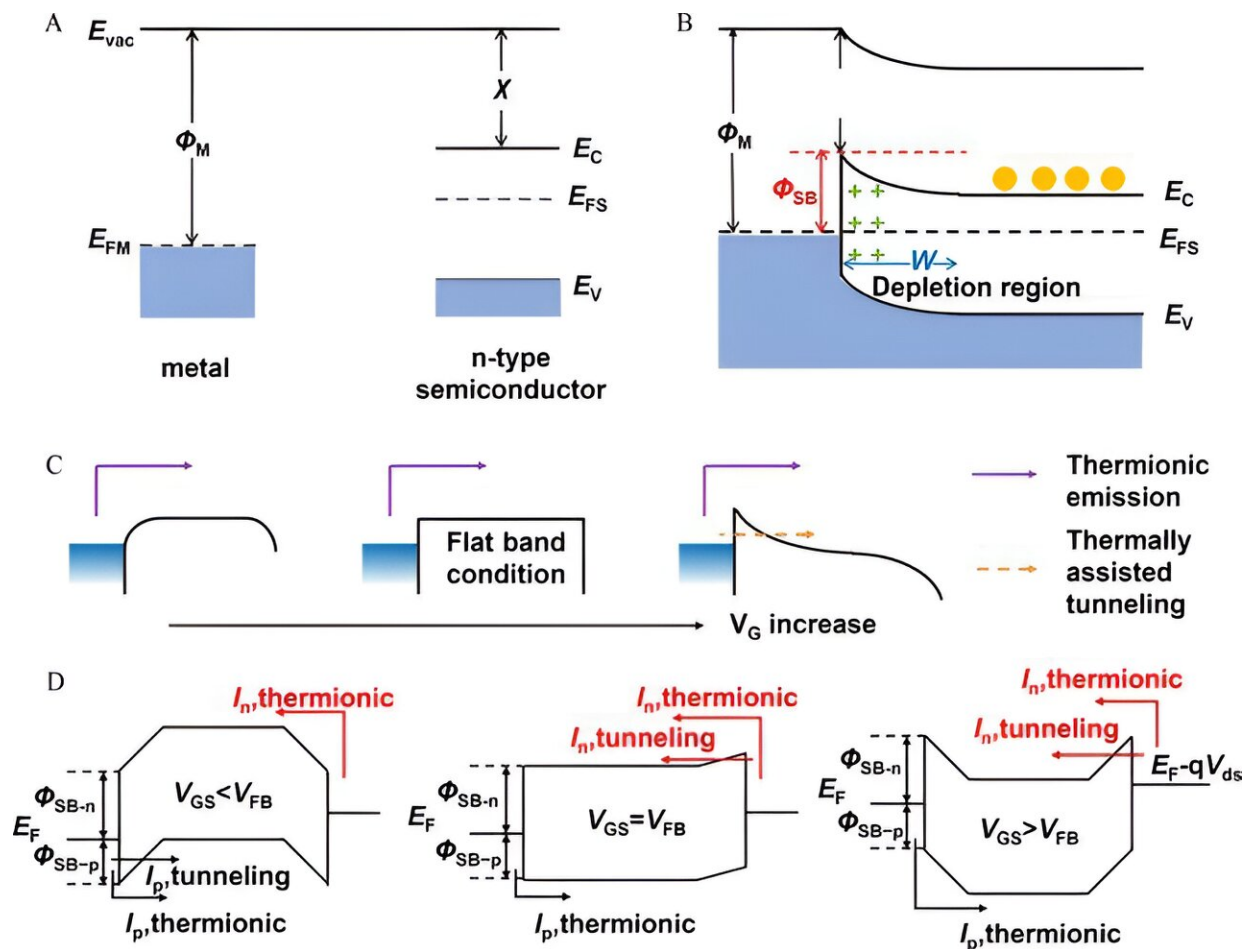 A
E_vac
Φ_M
χ
E_C
E_FS
E_FM
E_V
metal
n-type
semiconductor
B
Φ_M
Φ_SB
E_C
E_FS
W
Depletion region
E_V
C
Flat band
condition
V_G increase
Thermionic
emission
Thermally
assisted
tunneling
D
I_n,thermionic
Φ_SB-n
V_GS<V_FB
E_F
Φ_SB-p
I_p,tunneling
I_p,thermionic
I_n,thermionic
I_n,tunneling
Φ_SB-n
V_GS=V_FB
E_F
Φ_SB-p
I_p,thermionic
I_n,thermionic
I_n,tunneling
Φ_SB-n
E_F-qV_ds
E_F
Φ_SB-p
V_GS>V_FB
I_p,thermionic